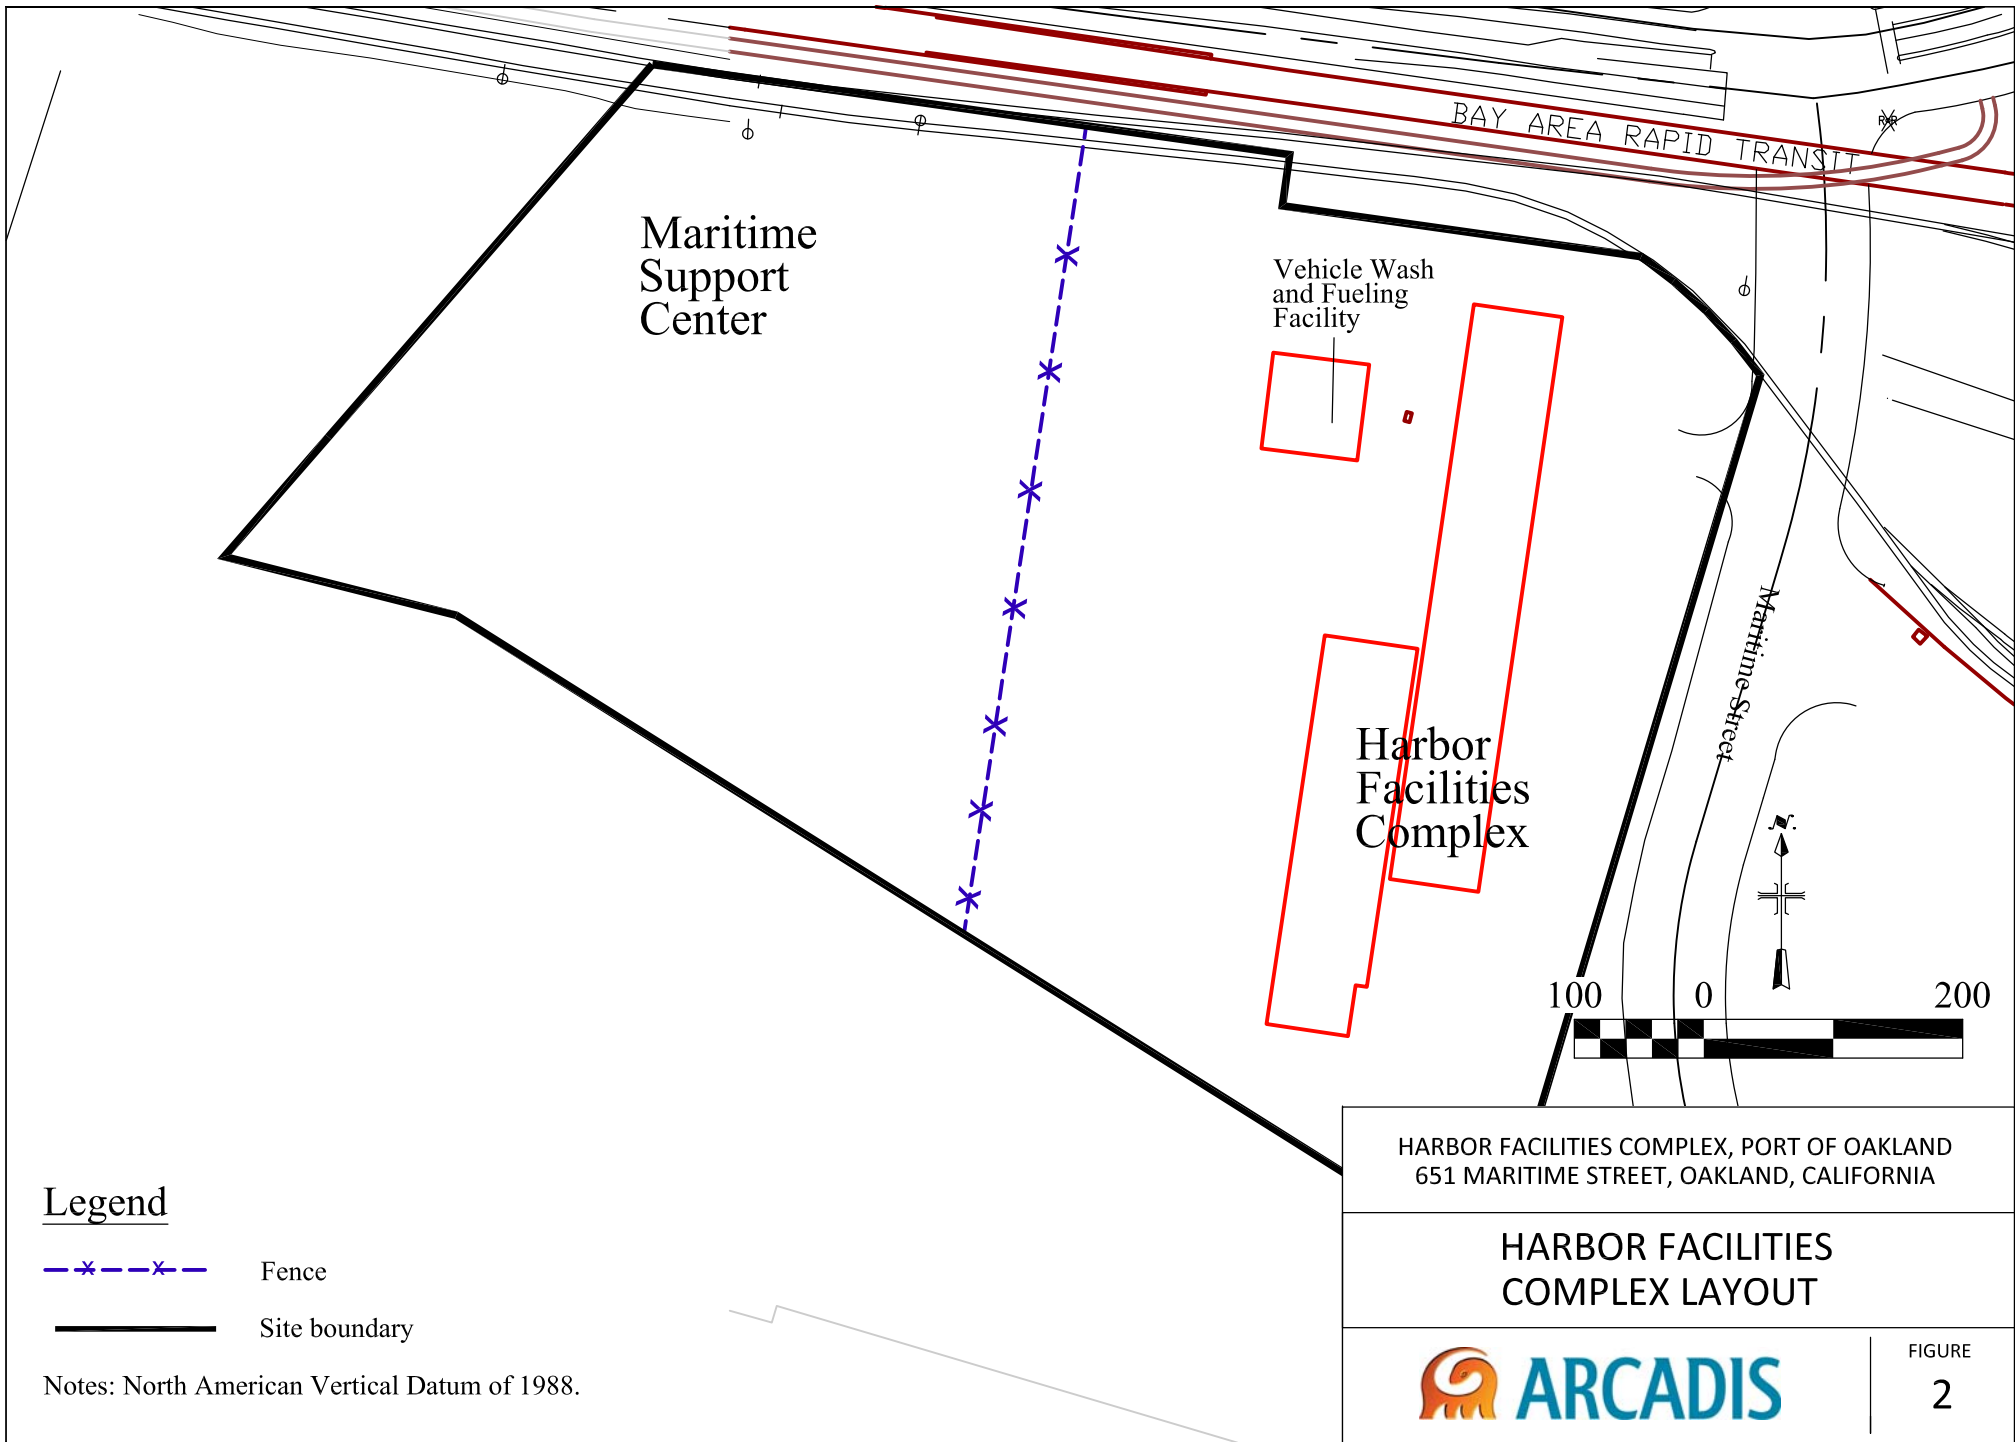 BAY AREA RAPID TRANSIT
Maritime
Support
Center
Vehicle Wash
and Fueling
Facility
Maritime Street
Harbor
Facilities
Complex
100 0 200
HARBOR FACILITIES COMPLEX, PORT OF OAKLAND
651 MARITIME STREET, OAKLAND, CALIFORNIA
Legend
HARBOR FACILITIES
COMPLEX LAYOUT
Fence
Site boundary
Notes: North American Vertical Datum of 1988.
ARCADIS
FIGURE
2